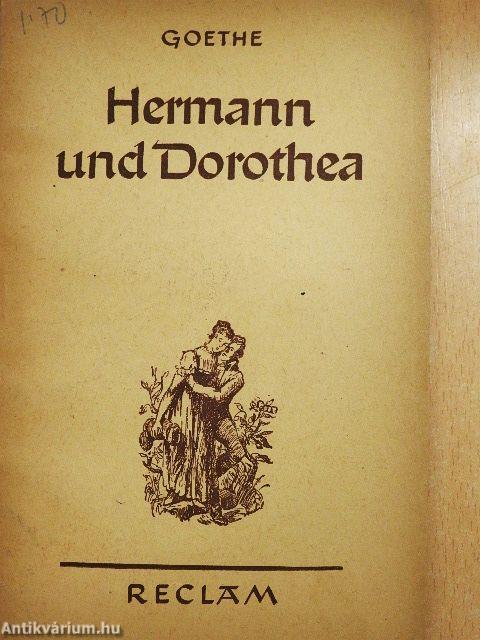 1.70
GOETHE
Hermann
und Dorothea
RECLAM
Antikvárium.hu